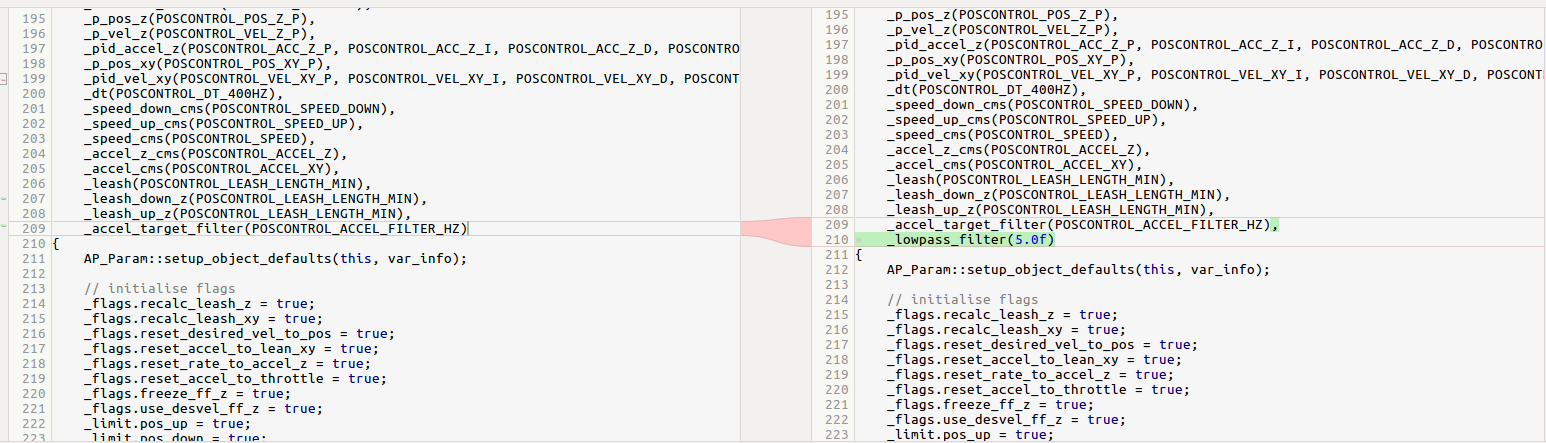 195 _p_pos_z(POSCONTROL_POS_Z_P),
196 _p_vel_z(POSCONTROL_VEL_Z_P),
197 _pid_accel_z(POSCONTROL_ACC_Z_P, POSCONTROL_ACC_Z_I, POSCONTROL_ACC_Z_D, POSCONTRO
198 _p_pos_xy(POSCONTROL_POS_XY_P),
199 _pid_vel_xy(POSCONTROL_VEL_XY_P, POSCONTROL_VEL_XY_I, POSCONTROL_VEL_XY_D, POSCONT
200 _dt(POSCONTROL_DT_400HZ),
201 _speed_down_cms(POSCONTROL_SPEED_DOWN),
202 _speed_up_cms(POSCONTROL_SPEED_UP),
203 _speed_cms(POSCONTROL_SPEED),
204 _accel_z_cms(POSCONTROL_ACCEL_Z),
205 _accel_cms(POSCONTROL_ACCEL_XY),
206 _leash(POSCONTROL_LEASH_LENGTH_MIN),
207 _leash_down_z(POSCONTROL_LEASH_LENGTH_MIN),
208 _leash_up_z(POSCONTROL_LEASH_LENGTH_MIN),
209 _accel_target_filter(POSCONTROL_ACCEL_FILTER_HZ)
210 {
211 AP_Param::setup_object_defaults(this, var_info);
212
213 // initialise flags
214 _flags.recalc_leash_z = true;
215 _flags.recalc_leash_xy = true;
216 _flags.reset_desired_vel_to_pos = true;
217 _flags.reset_accel_to_lean_xy = true;
218 _flags.reset_rate_to_accel_z = true;
219 _flags.reset_accel_to_throttle = true;
220 _flags.freeze_ff_z = true;
221 _flags.use_desvel_ff_z = true;
222 _limit.pos_up = true;
223 _limit.pos_down = true;
195 _p_pos_z(POSCONTROL_POS_Z_P),
196 _p_vel_z(POSCONTROL_VEL_Z_P),
197 _pid_accel_z(POSCONTROL_ACC_Z_P, POSCONTROL_ACC_Z_I, POSCONTROL_ACC_Z_D, POSCONTRO
198 _p_pos_xy(POSCONTROL_POS_XY_P),
199 _pid_vel_xy(POSCONTROL_VEL_XY_P, POSCONTROL_VEL_XY_I, POSCONTROL_VEL_XY_D, POSCONT
200 _dt(POSCONTROL_DT_400HZ),
201 _speed_down_cms(POSCONTROL_SPEED_DOWN),
202 _speed_up_cms(POSCONTROL_SPEED_UP),
203 _speed_cms(POSCONTROL_SPEED),
204 _accel_z_cms(POSCONTROL_ACCEL_Z),
205 _accel_cms(POSCONTROL_ACCEL_XY),
206 _leash(POSCONTROL_LEASH_LENGTH_MIN),
207 _leash_down_z(POSCONTROL_LEASH_LENGTH_MIN),
208 _leash_up_z(POSCONTROL_LEASH_LENGTH_MIN),
209 _accel_target_filter(POSCONTROL_ACCEL_FILTER_HZ),
210 _lowpass_filter(5.0f)
211 {
212 AP_Param::setup_object_defaults(this, var_info);
213
214 // initialise flags
215 _flags.recalc_leash_z = true;
216 _flags.recalc_leash_xy = true;
217 _flags.reset_desired_vel_to_pos = true;
218 _flags.reset_accel_to_lean_xy = true;
219 _flags.reset_rate_to_accel_z = true;
220 _flags.reset_accel_to_throttle = true;
221 _flags.freeze_ff_z = true;
222 _flags.use_desvel_ff_z = true;
223 _limit.pos_up = true;